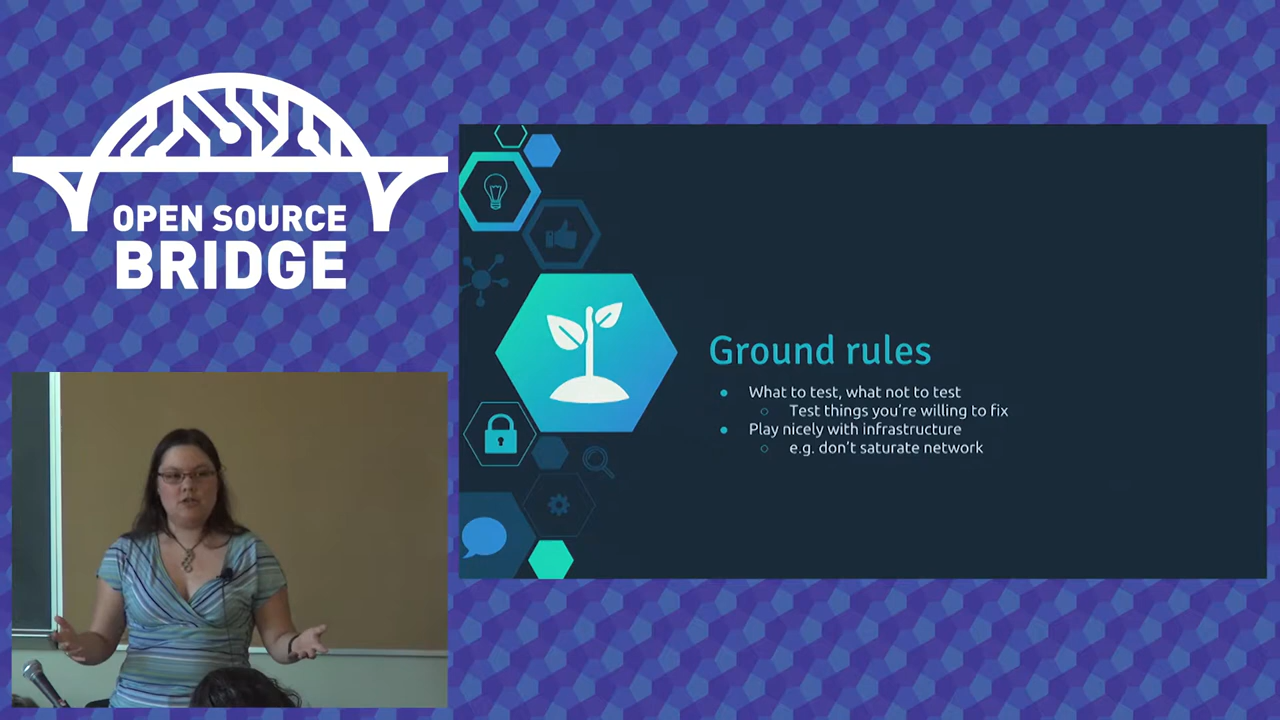 OPEN SOURCE
BRIDGE
Ground rules
What to test, what not to test
Test things you're willing to fix
Play nicely with infrastructure
e.g. don't saturate network